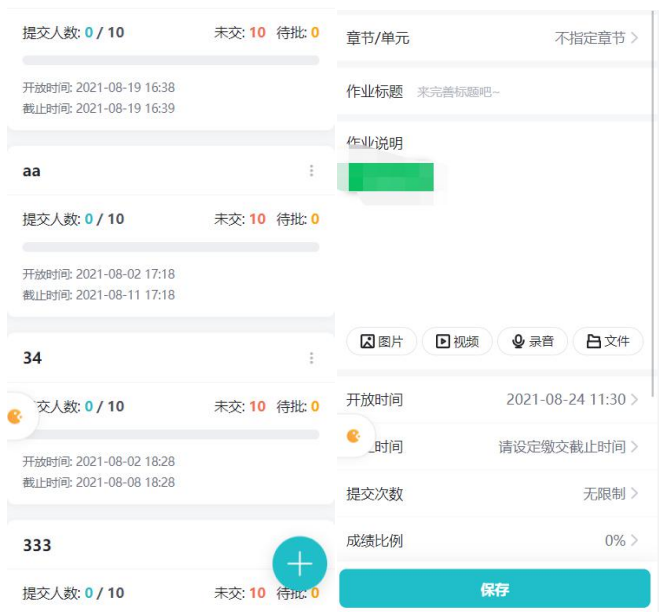 提交人数: 0 / 10 未交: 10 待批: 0
开放时间: 2021-08-19 16:38
截止时间: 2021-08-19 16:39
aa
提交人数: 0 / 10 未交: 10 待批: 0
开放时间: 2021-08-02 17:18
截止时间: 2021-08-11 17:18
34
交人数: 0 / 10 未交: 10 待批: 0
开放时间: 2021-08-02 18:28
截止时间: 2021-08-08 18:28
333
提交人数: 0 / 10 未交: 10 待批: 0
章节/单元 不指定章节
作业标题 来完善标题吧~
作业说明
图片 视频 录音 文件
开放时间 2021-08-24 11:30
止时间 请设定缴交截止时间
提交次数 无限制
成绩比例 0%
保存